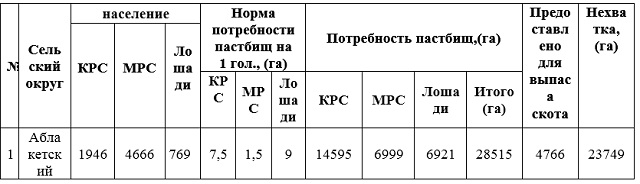 №
Сель
ский
округ
население
КРС
МРС
Ло
ша
ди
Норма
потребности
пастбищ на
1 гол., (га)
КР
С
МР
С
Ло
ша
ди
Потребность пастбищ,(га)
КРС
МРС
Лоша
ди
Итого
(га)
Предо
ставл
ено
для
выпас
а
скота
Нехва
тка,
(га)
1
Абла
кетск
ий
1946
4666
769
7,5
1,5
9
14595
6999
6921
28515
4766
23749